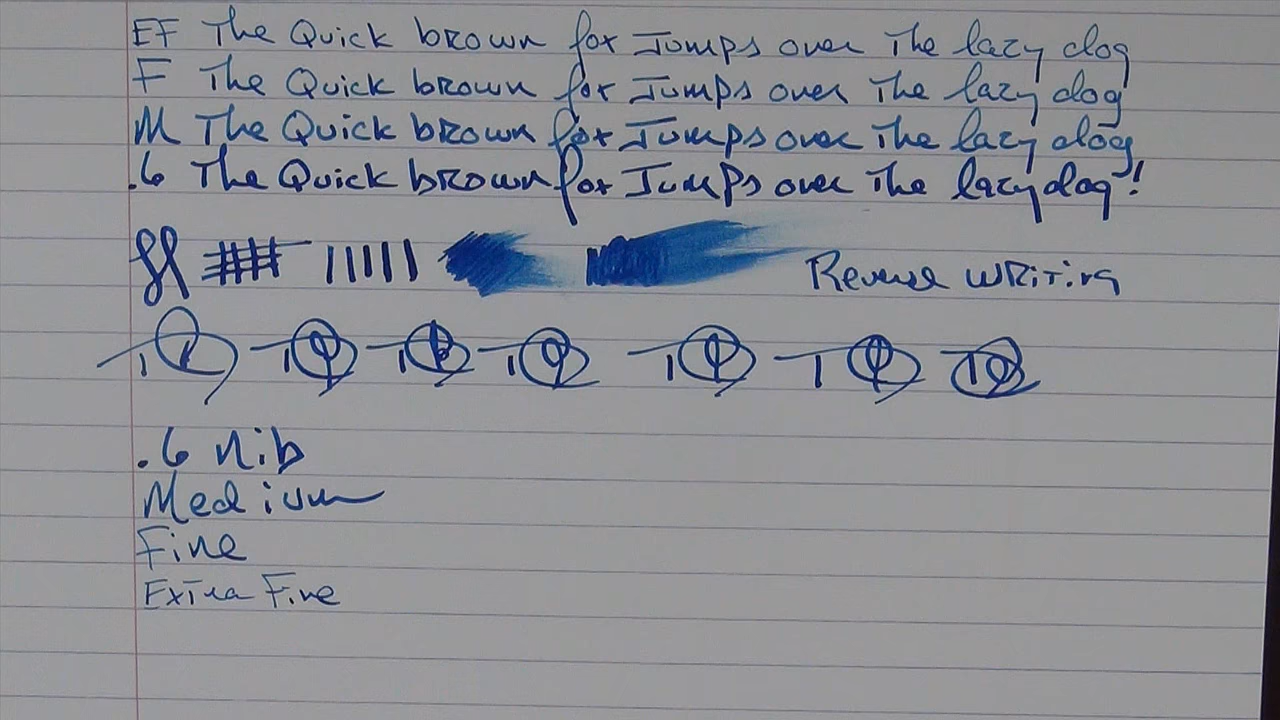 EF The Quick brown fox Jumps over The lazy dog
F The Quick brown fox Jumps over The lazy dog
M The Quick brown fox Jumps over The lazy dog
.6 The Quick brown fox Jumps over The lazy dog!
Reverse writing
.6 Nib
Medium
Fine
Extra Fine